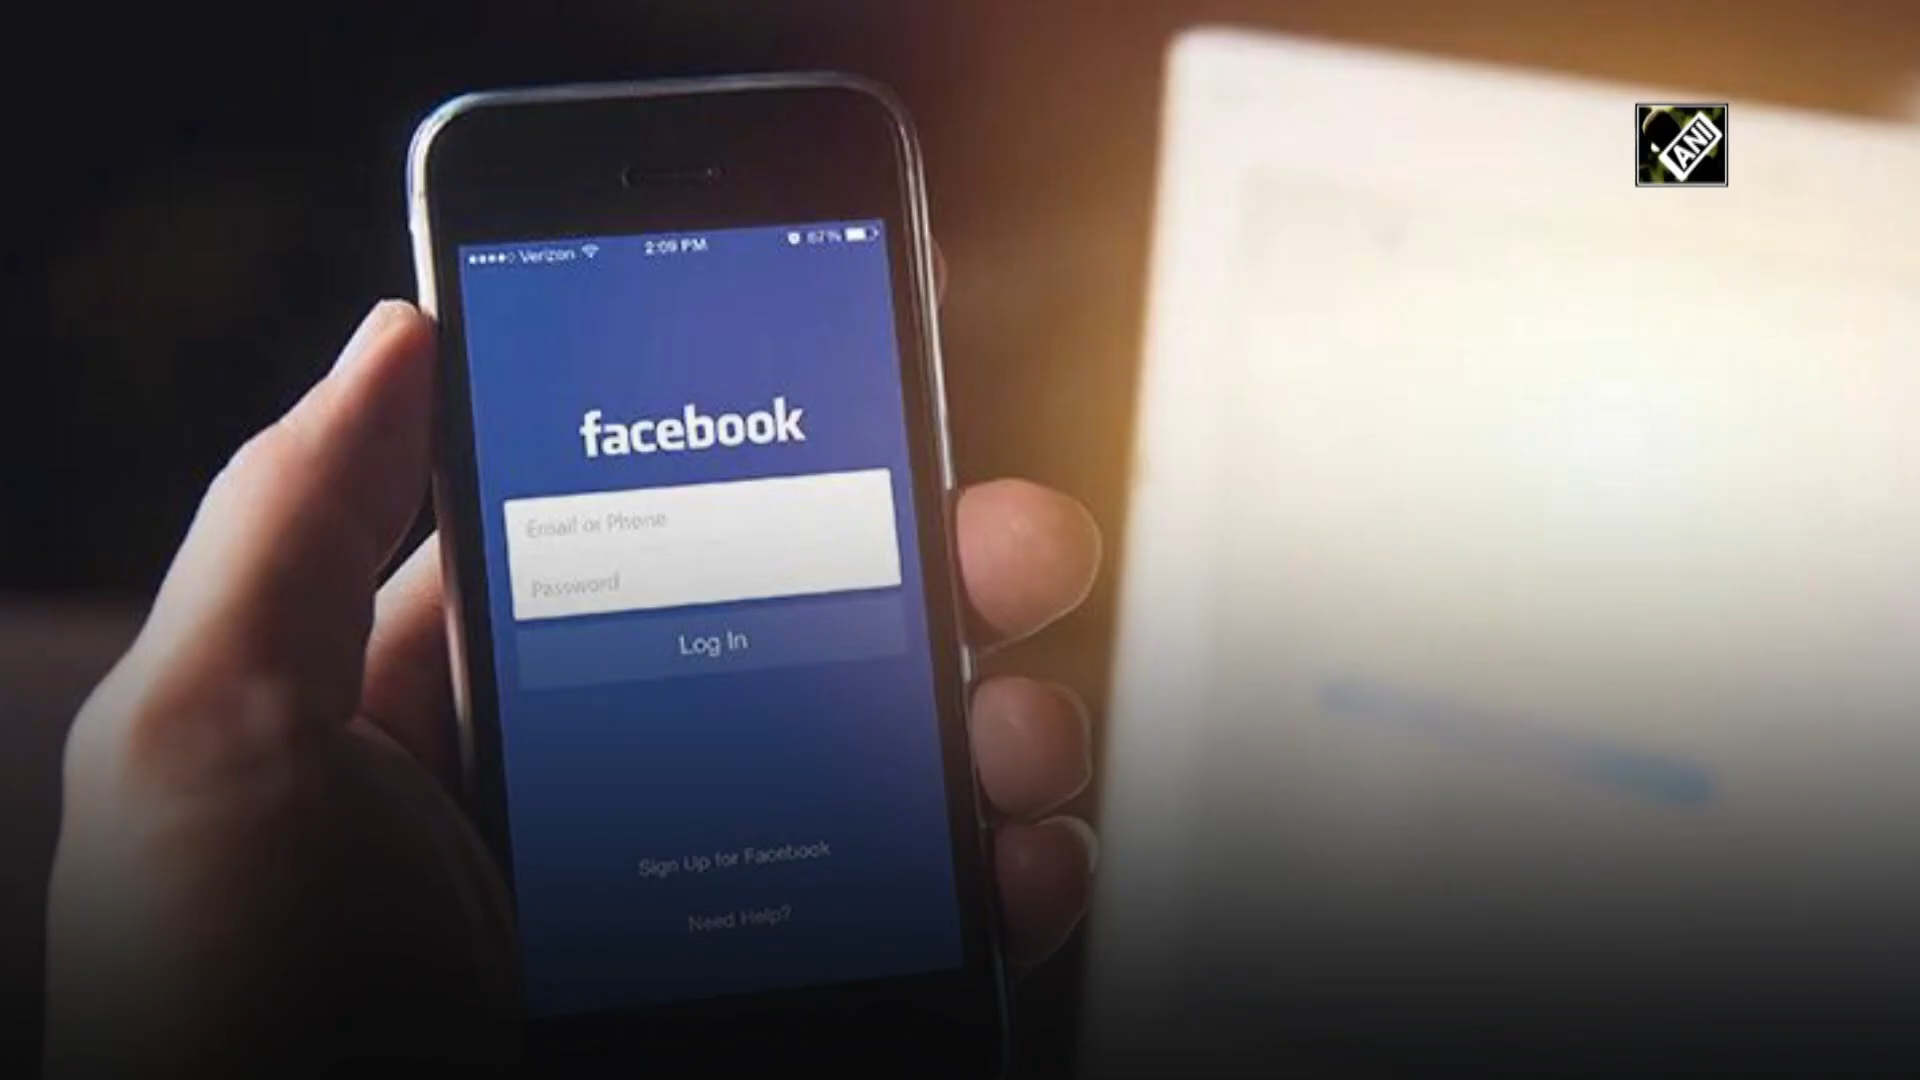 ANI
Verizon 2:09 PM 67%
facebook
Email or Phone
Password
Log In
Sign Up for Facebook
Need Help?